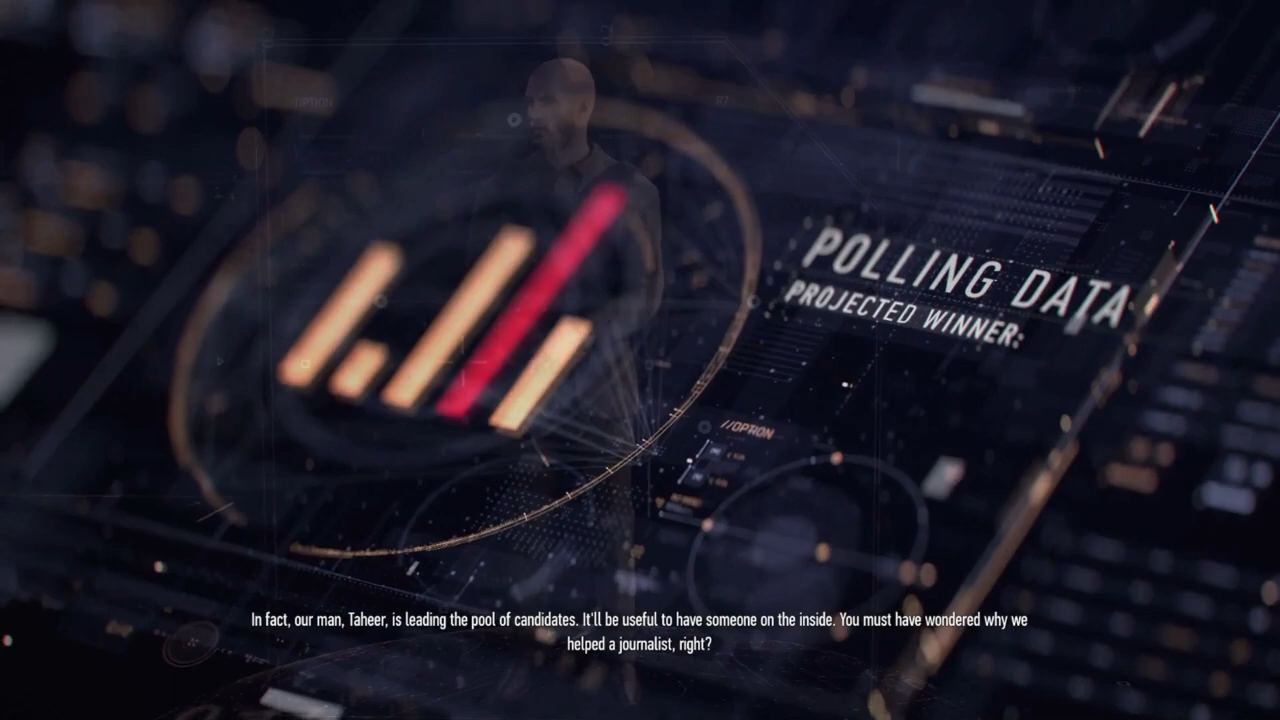 OPTION
POLLING DATA
PROJECTED WINNER:
//OPTION
In fact, our man, Taheer, is leading the pool of candidates. It'll be useful to have someone on the inside. You must have wondered why we
helped a journalist, right?